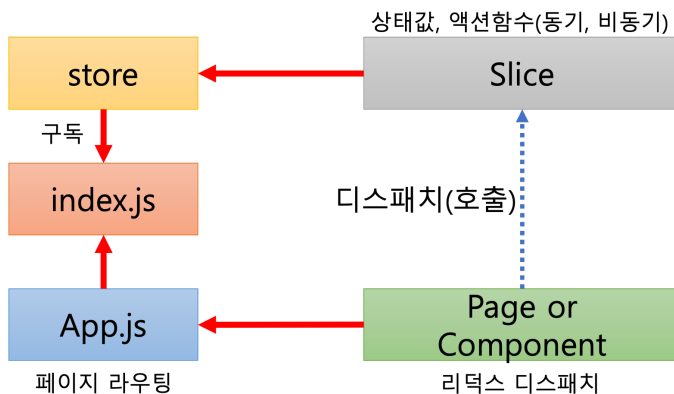 상태값, 액션함수(동기, 비동기)
store
Slice
구독
index.js
디스패치(호출)
App.js
Page or
Component
페이지 라우팅
리덕스 디스패치